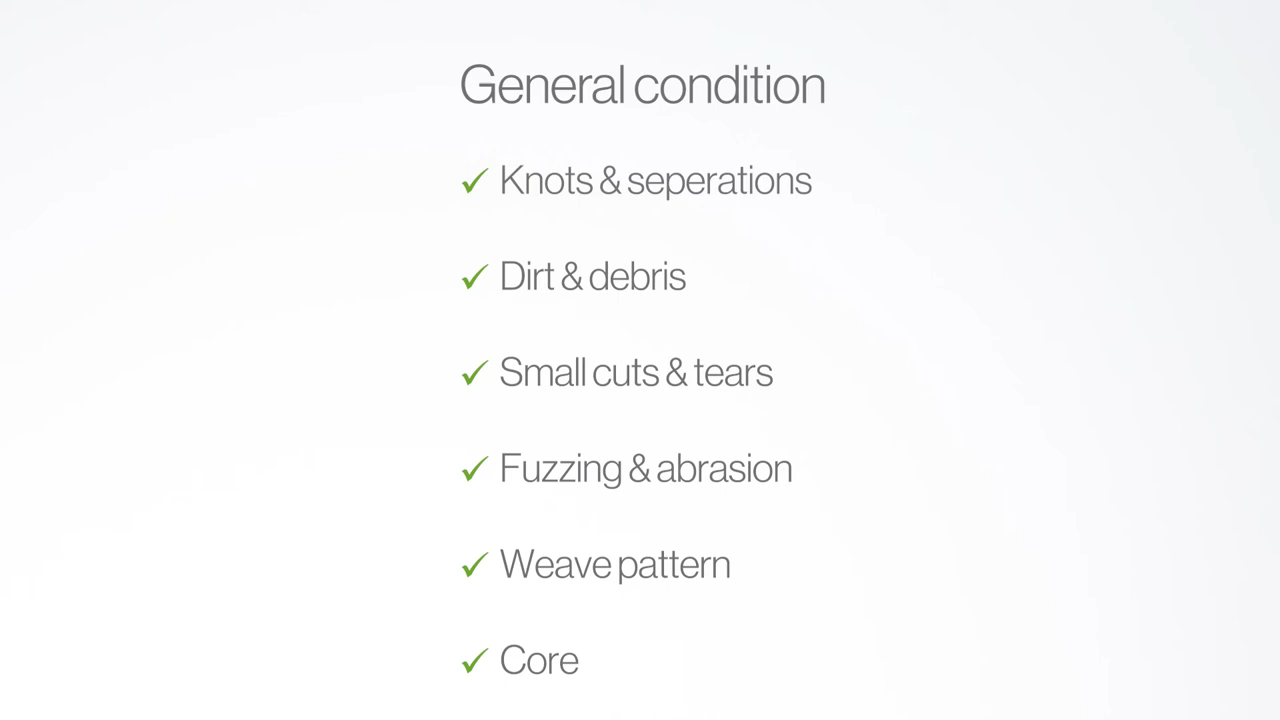 General condition
✓ Knots & seperations
✓ Dirt & debris
✓ Small cuts & tears
✓ Fuzzing & abrasion
✓ Weave pattern
✓ Core